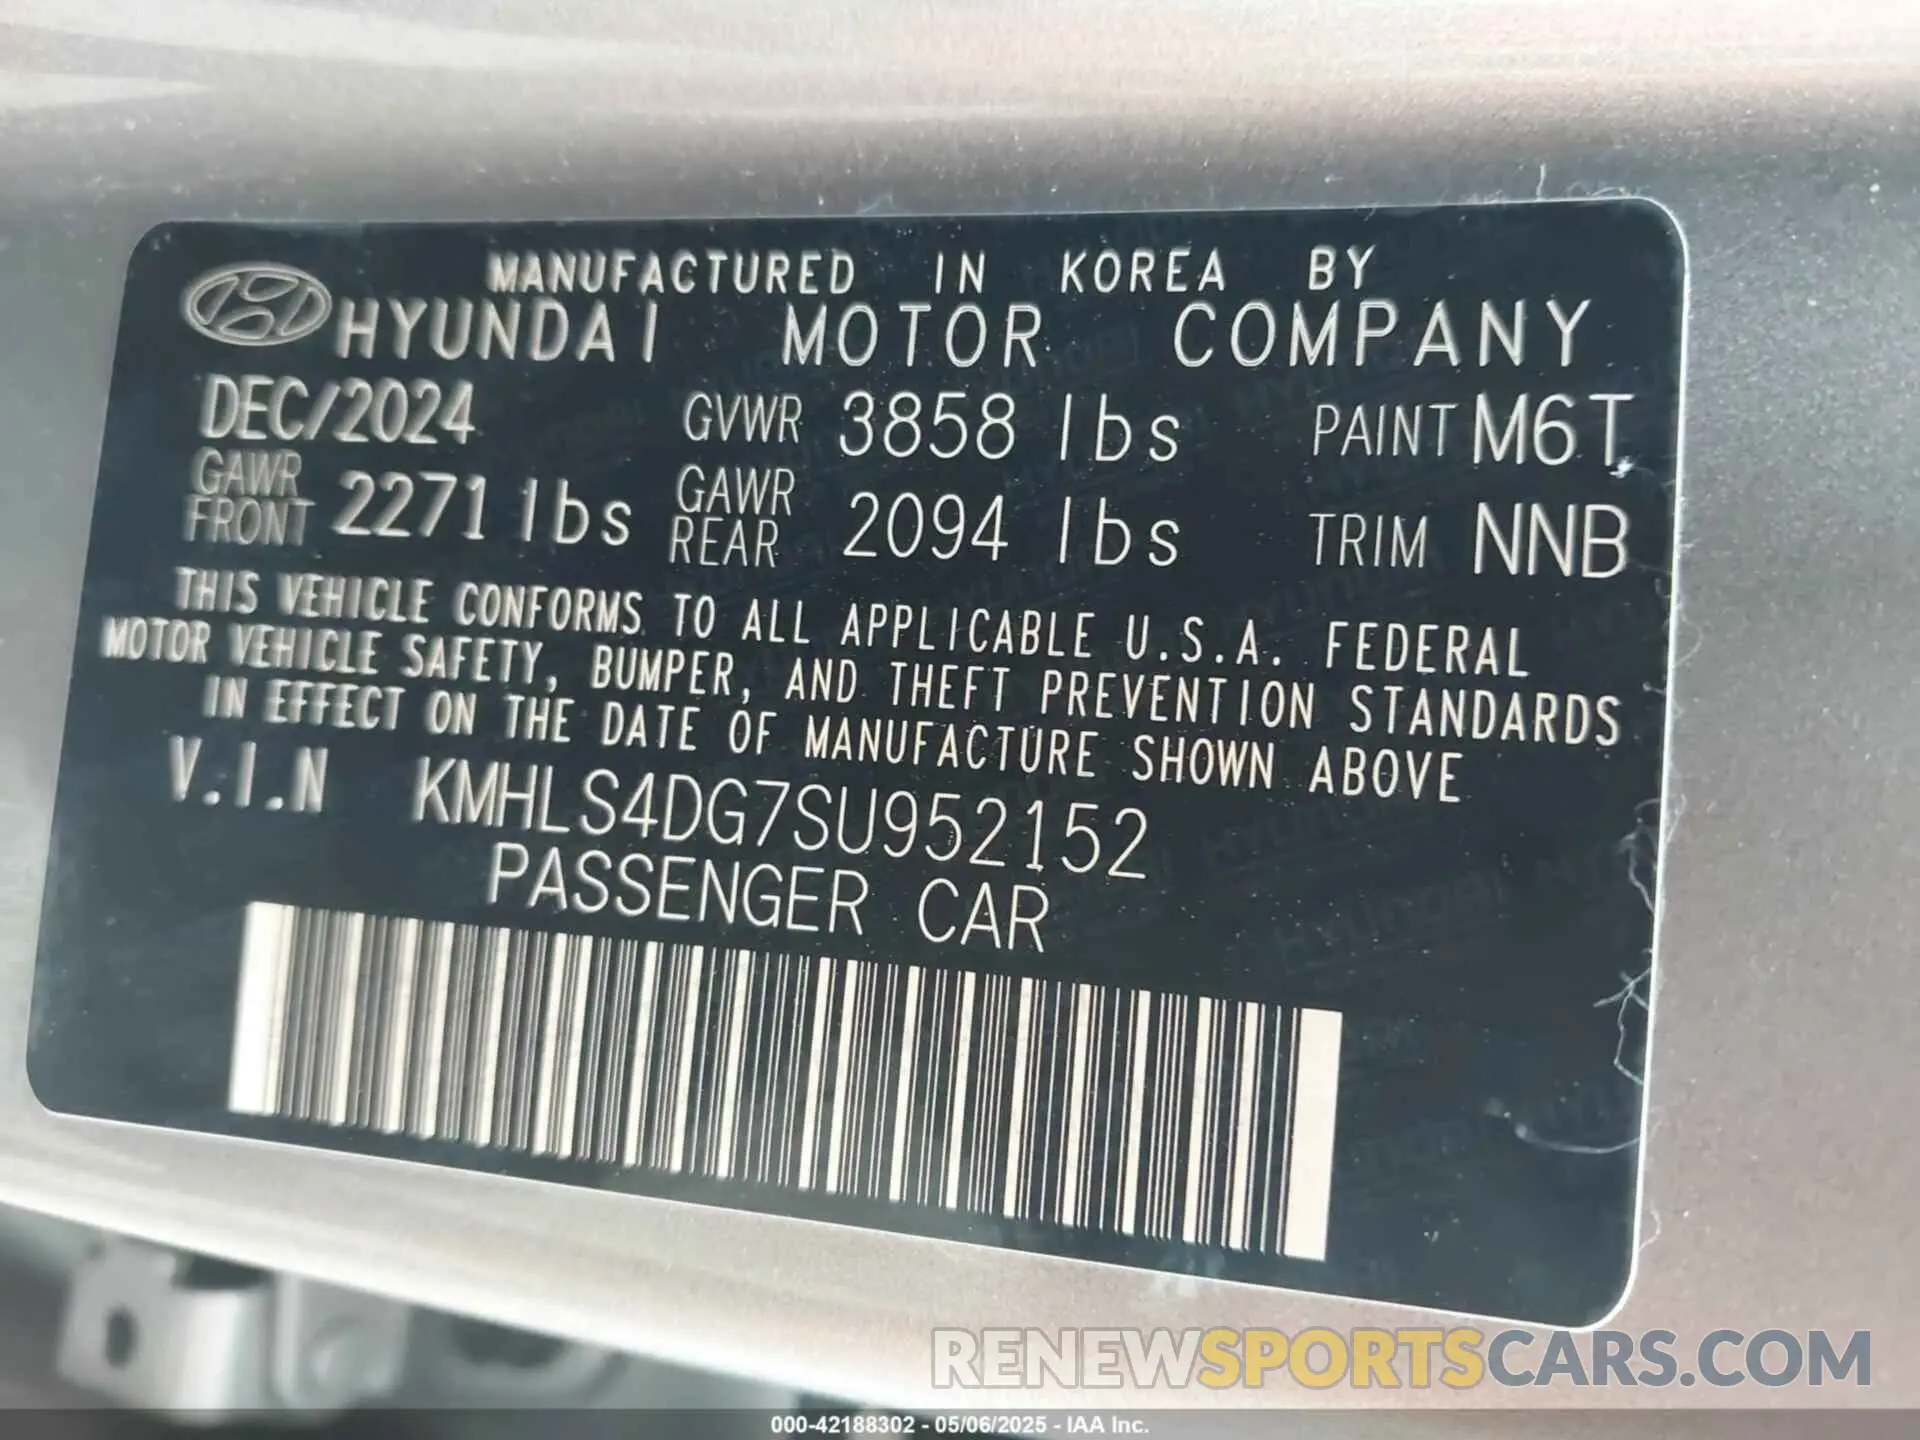 MANUFACTURED IN KOREA BY
HYUNDAI MOTOR COMPANY
DEC/2024 GVWR 3858 lbs PAINT M6T
GAWR FRONT 2271 lbs GAWR REAR 2094 lbs TRIM NNB
THIS VEHICLE CONFORMS TO ALL APPLICABLE U.S.A. FEDERAL
MOTOR VEHICLE SAFETY, BUMPER, AND THEFT PREVENTION STANDARDS
IN EFFECT ON THE DATE OF MANUFACTURE SHOWN ABOVE
V.I.N KMHLS4DG7SU952152
PASSENGER CAR
RENEWSPORTSCARS.COM
000-42188302 - 05/06/2025 - IAA Inc.